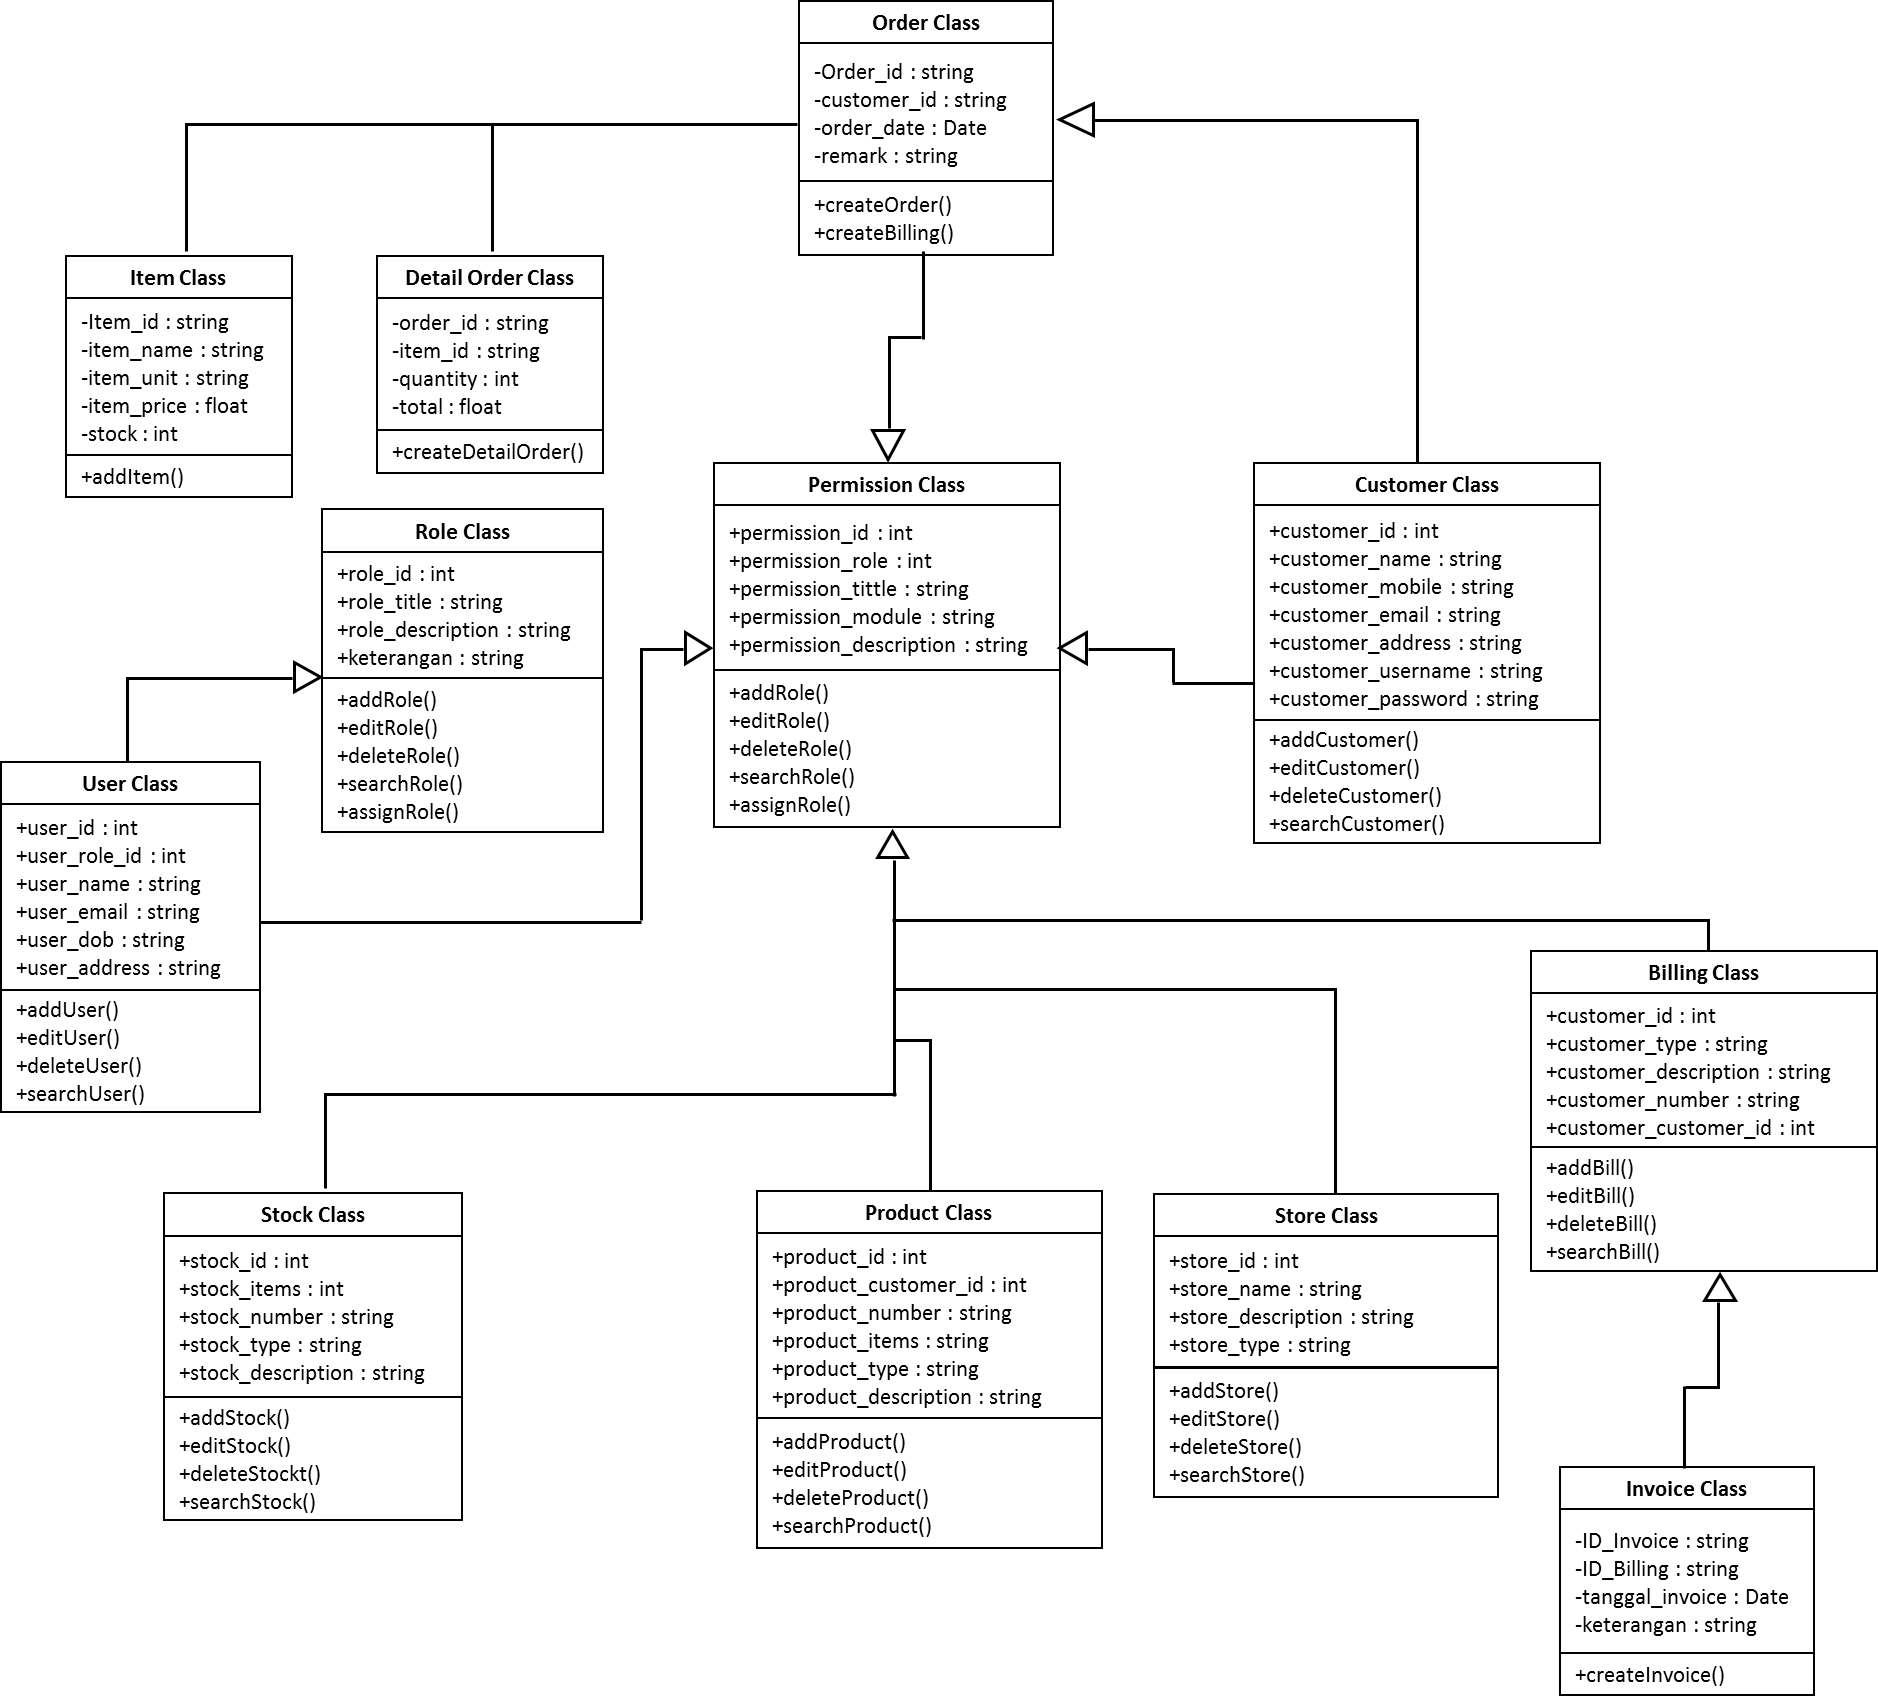 Order Class
-Order_id : string
-customer_id : string
-order_date : Date
-remark : string
+createOrder()
+createBilling()
Item Class
-Item_id : string
-item_name : string
-item_unit : string
-item_price : float
-stock : int
+addItem()
Detail Order Class
-order_id : string
-item_id : string
-quantity : int
-total : float
+createDetailOrder()
Role Class
+role_id : int
+role_title : string
+role_description : string
+keterangan : string
+addRole()
+editRole()
+deleteRole()
+searchRole()
+assignRole()
Permission Class
+permission_id : int
+permission_role : int
+permission_tittle : string
+permission_module : string
+permission_description : string
+addRole()
+editRole()
+deleteRole()
+searchRole()
+assignRole()
Customer Class
+customer_id : int
+customer_name : string
+customer_mobile : string
+customer_email : string
+customer_address : string
+customer_username : string
+customer_password : string
+addCustomer()
+editCustomer()
+deleteCustomer()
+searchCustomer()
User Class
+user_id : int
+user_role_id : int
+user_name : string
+user_email : string
+user_dob : string
+user_address : string
+addUser()
+editUser()
+deleteUser()
+searchUser()
Billing Class
+customer_id : int
+customer_type : string
+customer_description : string
+customer_number : string
+customer_customer_id : int
+addBill()
+editBill()
+deleteBill()
+searchBill()
Stock Class
+stock_id : int
+stock_items : int
+stock_number : string
+stock_type : string
+stock_description : string
+addStock()
+editStock()
+deleteStockt()
+searchStock()
Product Class
+product_id : int
+product_customer_id : int
+product_number : string
+product_items : string
+product_type : string
+product_description : string
+addProduct()
+editProduct()
+deleteProduct()
+searchProduct()
Store Class
+store_id : int
+store_name : string
+store_description : string
+store_type : string
+addStore()
+editStore()
+deleteStore()
+searchStore()
Invoice Class
-ID_Invoice : string
-ID_Billing : string
-tanggal_invoice : Date
-keterangan : string
+createInvoice()